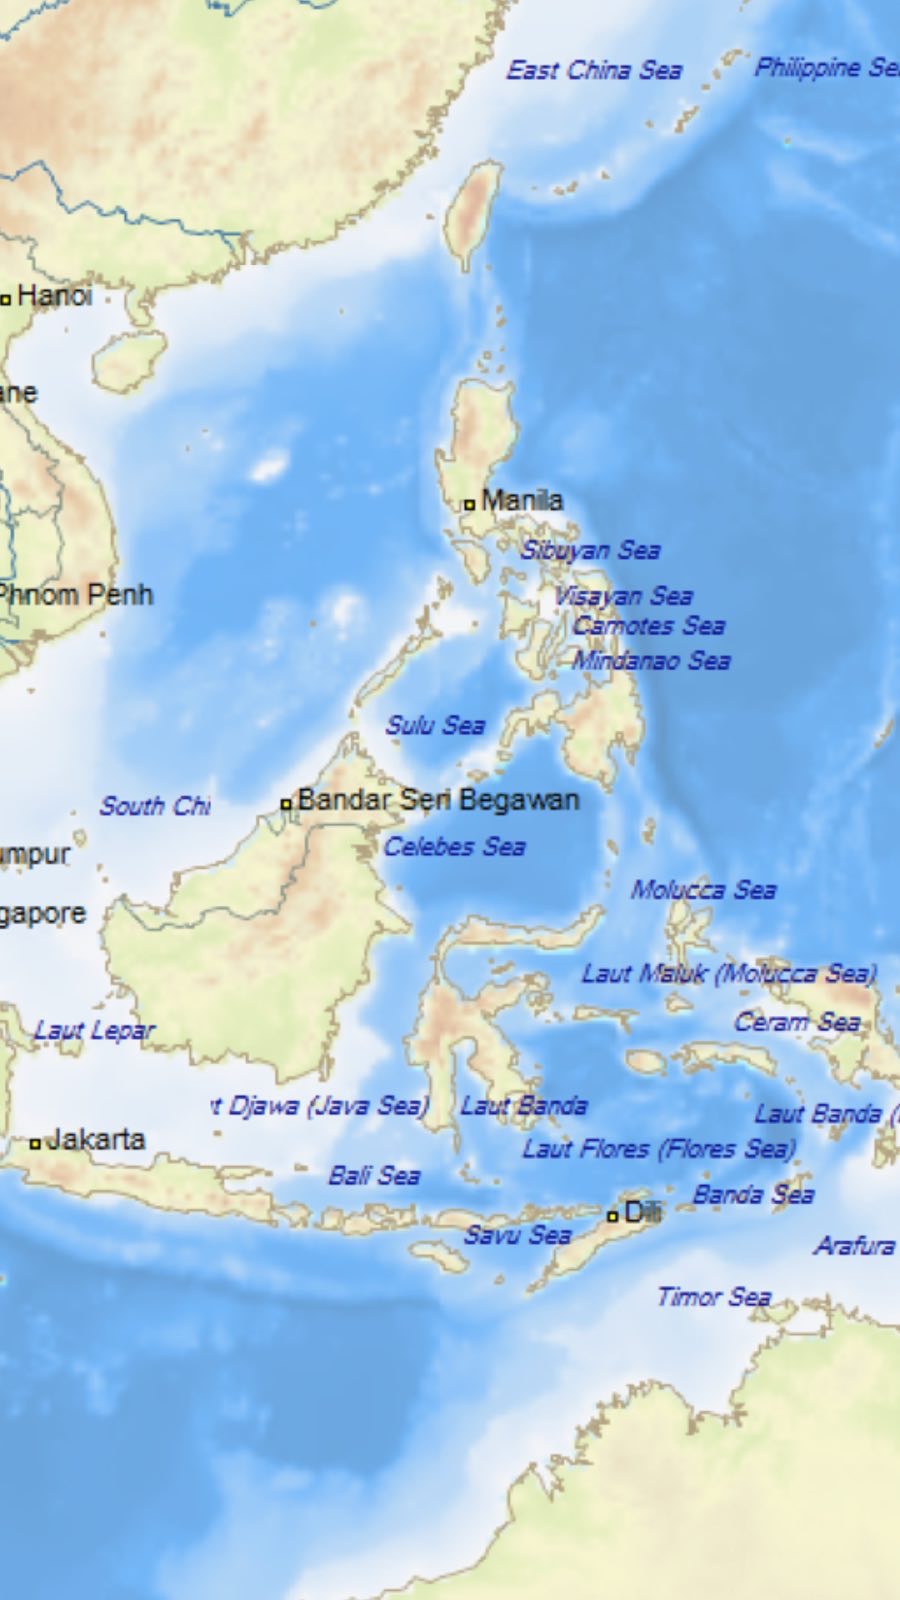 East China Sea
Philippine Se
Hanoi
ane
Manila
Sibuyan Sea
Phnom Penh
Visayan Sea
Camotes Sea
Mindanao Sea
Sulu Sea
Bandar Seri Begawan
South Chi
Celebes Sea
umpur
Molucca Sea
gapore
Laut Maluk (Molucca Sea)
Ceram Sea
Laut Lepar
t Djawa (Java Sea)
Laut Banda
Laut Banda (
Jakarta
Laut Flores (Flores Sea)
Bali Sea
Banda Sea
Dili
Savu Sea
Arafura
Timor Sea